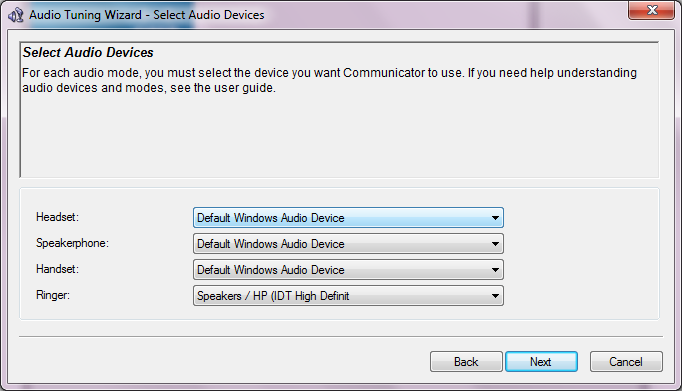 Audio Tuning Wizard - Select Audio Devices
Select Audio Devices
For each audio mode, you must select the device you want Communicator to use. If you need help understanding
audio devices and modes, see the user guide.
Headset: Default Windows Audio Device
Speakerphone: Default Windows Audio Device
Handset: Default Windows Audio Device
Ringer: Speakers / HP (IDT High Definit
Back Next Cancel